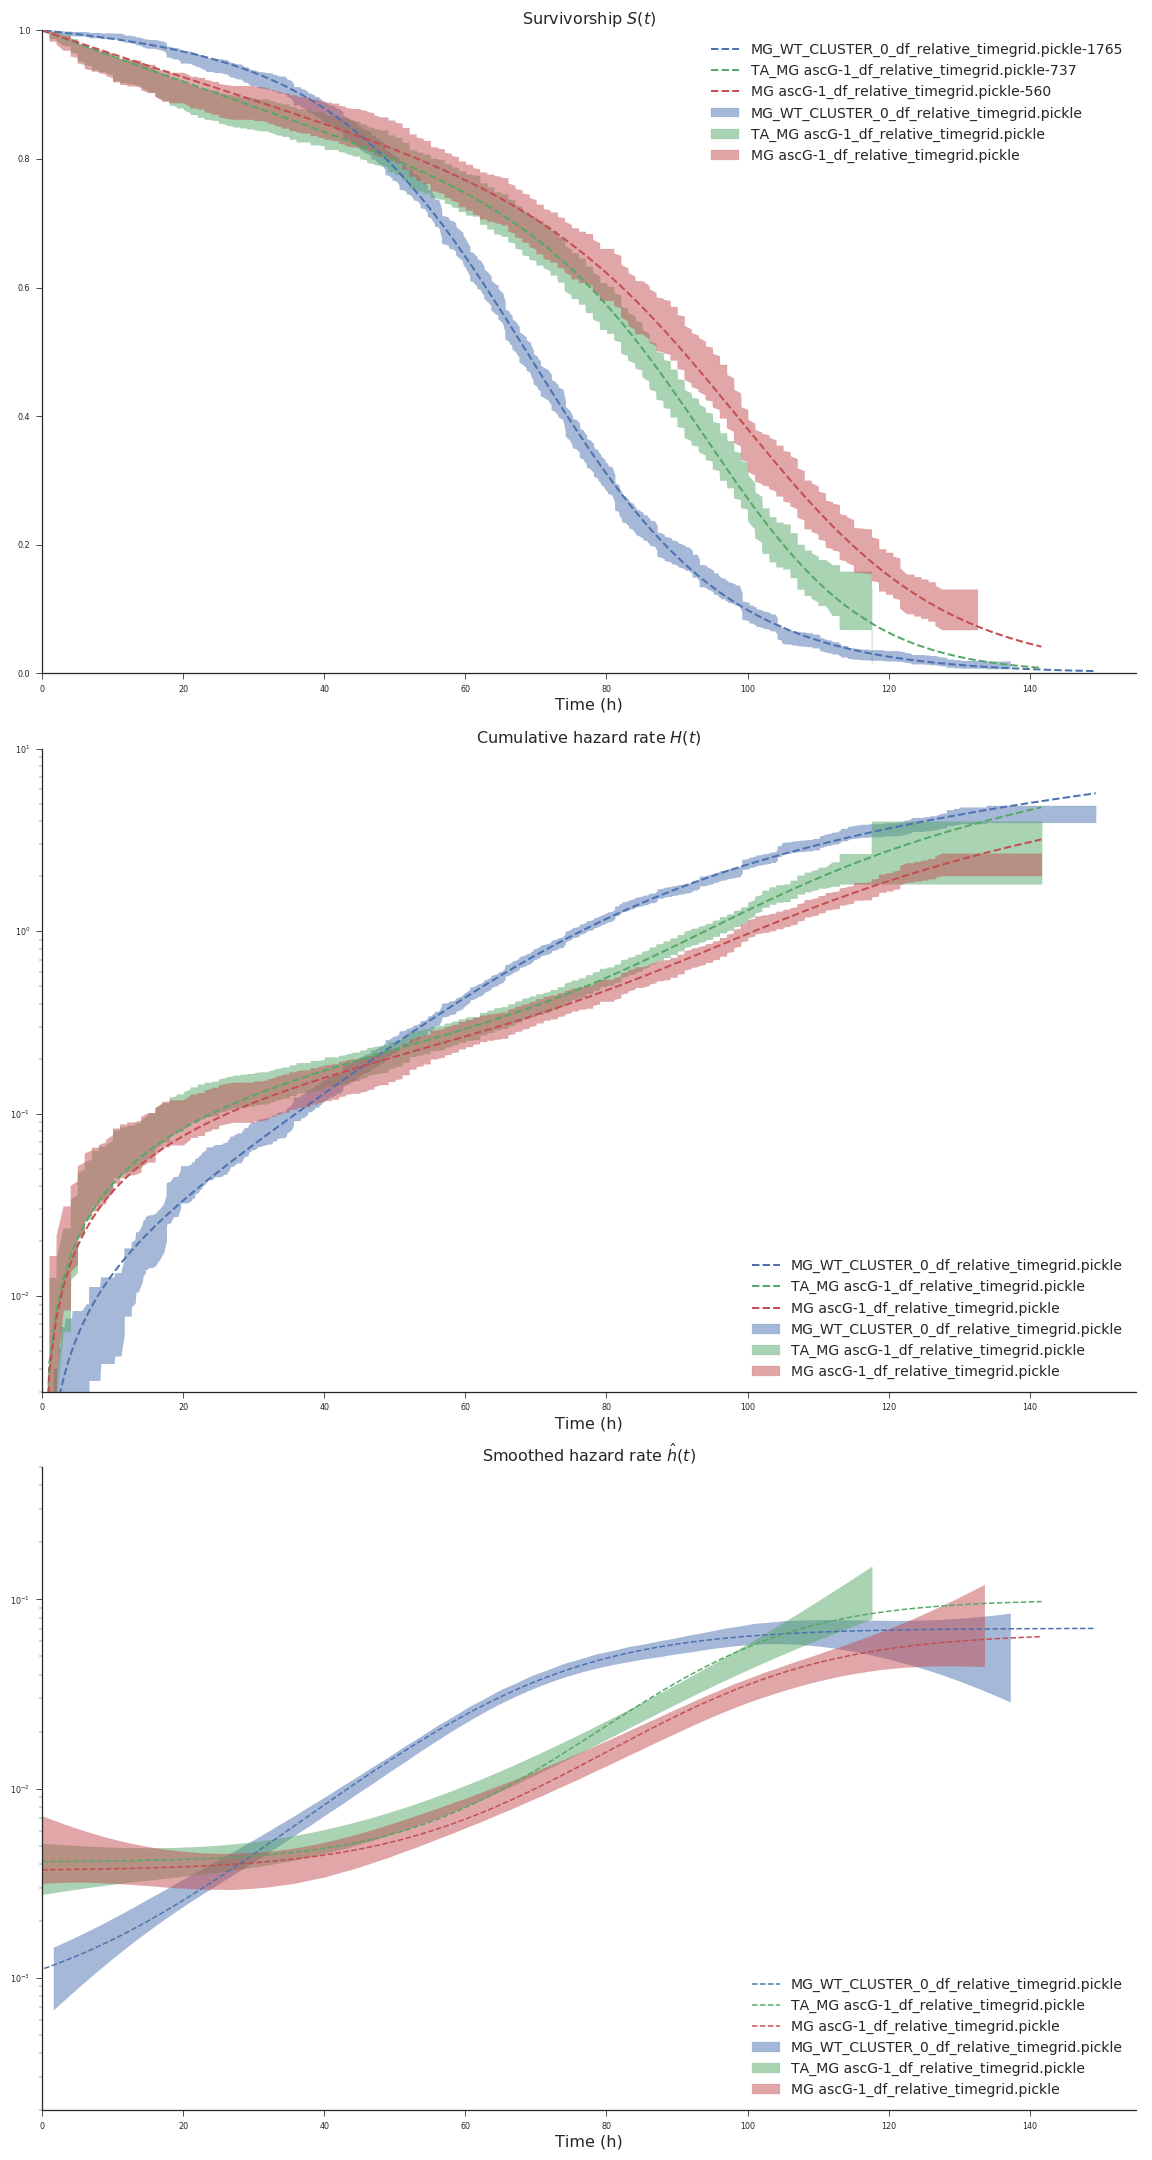 Survivorship S(t)
MG_WT_CLUSTER_0_df_relative_timegrid.pickle-1765
TA_MG ascG-1_df_relative_timegrid.pickle-737
MG ascG-1_df_relative_timegrid.pickle-560
MG_WT_CLUSTER_0_df_relative_timegrid.pickle
TA_MG ascG-1_df_relative_timegrid.pickle
MG ascG-1_df_relative_timegrid.pickle
1.0
0.8
0.6
0.4
0.2
0.0
0 20 40 60 80 100 120 140
Time (h)
Cumulative hazard rate H(t)
10¹
10⁰
10⁻¹
10⁻²
MG_WT_CLUSTER_0_df_relative_timegrid.pickle
TA_MG ascG-1_df_relative_timegrid.pickle
MG ascG-1_df_relative_timegrid.pickle
MG_WT_CLUSTER_0_df_relative_timegrid.pickle
TA_MG ascG-1_df_relative_timegrid.pickle
MG ascG-1_df_relative_timegrid.pickle
0 20 40 60 80 100 120 140
Time (h)
Smoothed hazard rate ĥ(t)
10⁻¹
10⁻²
10⁻³
MG_WT_CLUSTER_0_df_relative_timegrid.pickle
TA_MG ascG-1_df_relative_timegrid.pickle
MG ascG-1_df_relative_timegrid.pickle
MG_WT_CLUSTER_0_df_relative_timegrid.pickle
TA_MG ascG-1_df_relative_timegrid.pickle
MG ascG-1_df_relative_timegrid.pickle
0 20 40 60 80 100 120 140
Time (h)